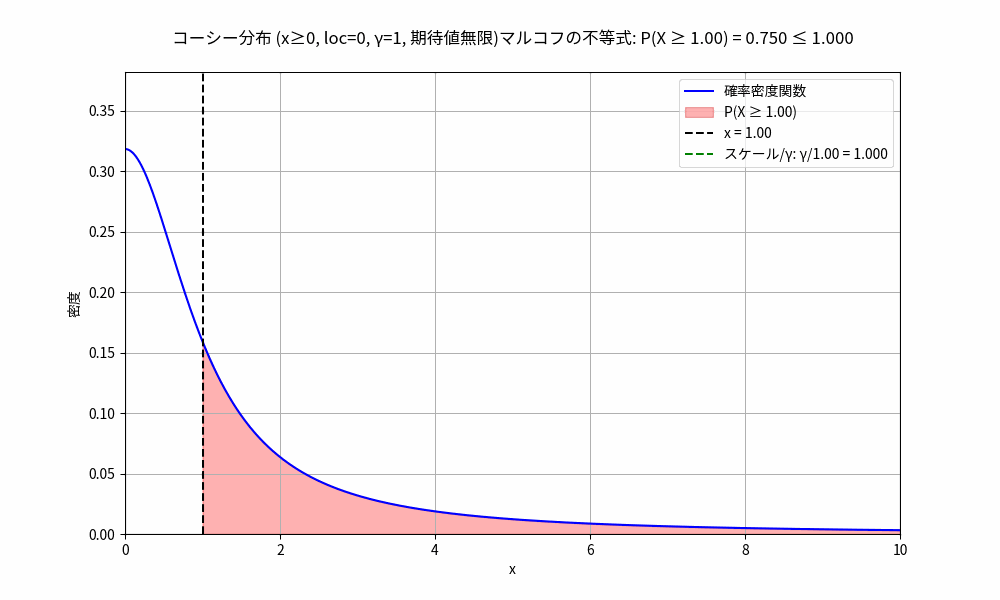 コーシー分布 (x≥0, loc=0, γ=1, 期待値無限)マルコフの不等式: P(X ≥ 1.00) = 0.750 ≤ 1.000
確率密度関数
P(X ≥ 1.00)
x = 1.00
スケール/γ: γ/1.00 = 1.000
密度
0.35
0.30
0.25
0.20
0.15
0.10
0.05
0.00
0 2 4 6 8 10
x